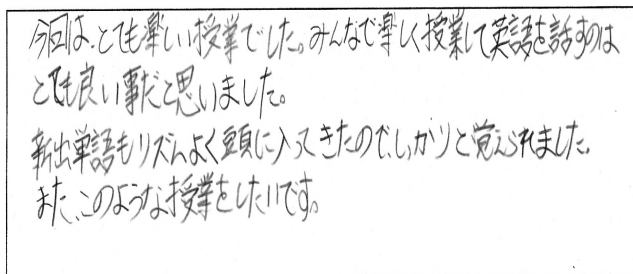 今回は、とても楽しい授業でした。みんなで楽しく授業して英語を話すのは
とても良い事だと思いました。
新出単語もリズムよく頭に入ってきたので、しっかりと覚えられました。
また、このような授業をしたいです。